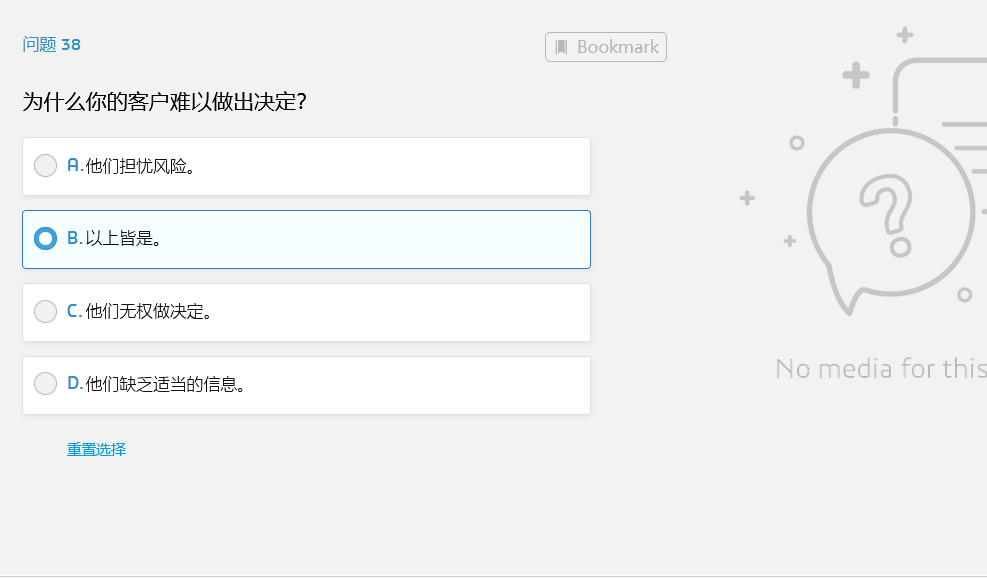 问题 38
Bookmark
为什么你的客户难以做出决定?
A.他们担忧风险。
B.以上皆是。
C.他们无权做决定。
D.他们缺乏适当的信息。
重置选择
No media for this